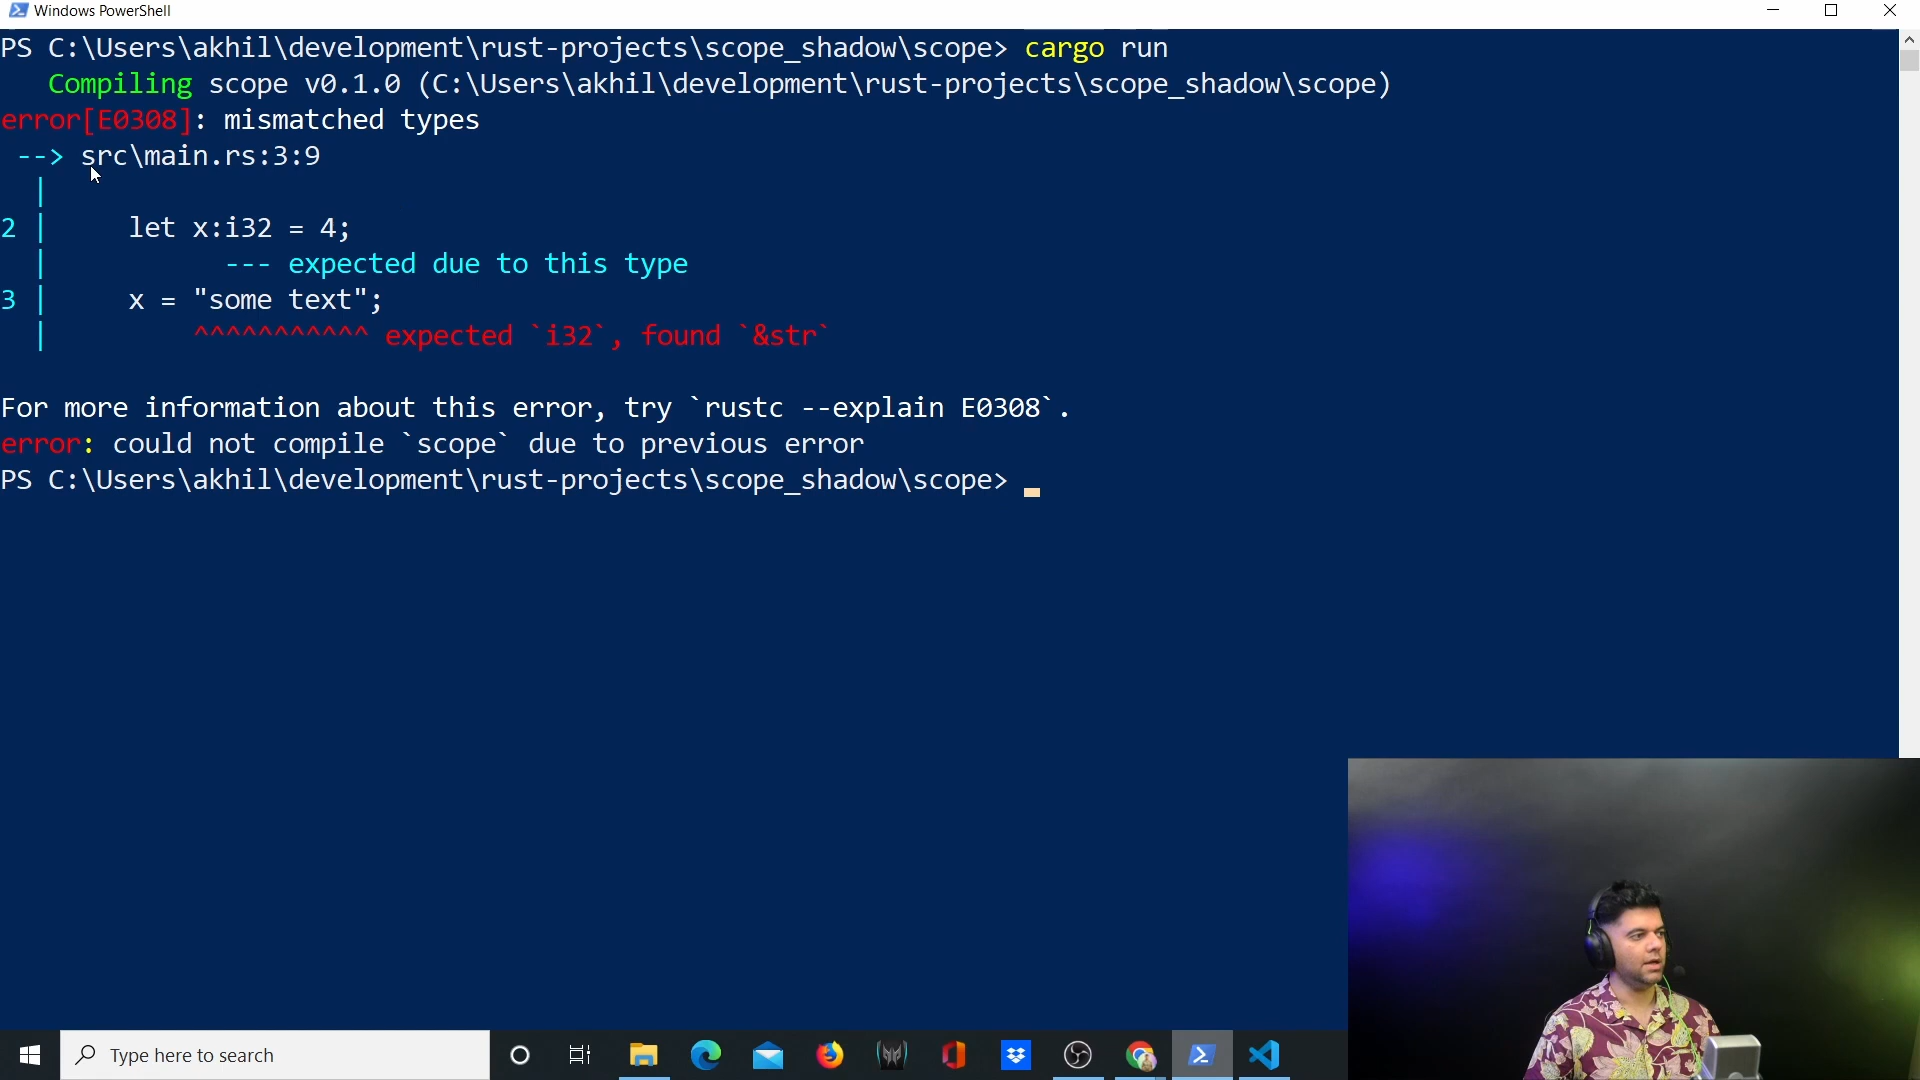 Windows PowerShell
PS C:\Users\akhil\development\rust-projects\scope_shadow\scope> cargo run
   Compiling scope v0.1.0 (C:\Users\akhil\development\rust-projects\scope_shadow\scope)
error[E0308]: mismatched types
 --> src\main.rs:3:9
  |
2 |     let x:i32 = 4;
  |           --- expected due to this type
3 |     x = "some text";
  |         ^^^^^^^^^^^ expected `i32`, found `&str`
For more information about this error, try `rustc --explain E0308`.
error: could not compile `scope` due to previous error
PS C:\Users\akhil\development\rust-projects\scope_shadow\scope>
Type here to search